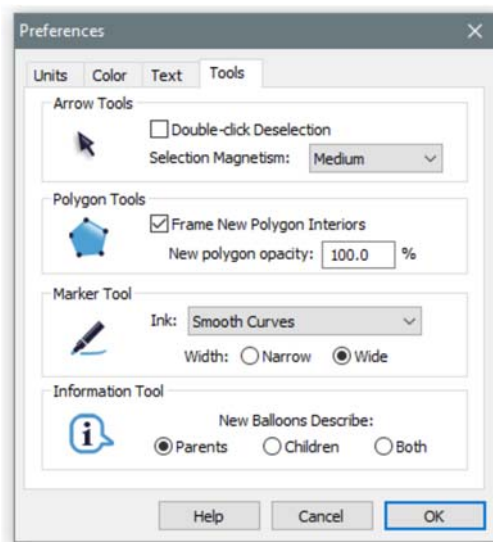 Preferences
Units Color Text Tools
Arrow Tools
Double-click Deselection
Selection Magnetism: Medium
Polygon Tools
Frame New Polygon Interiors
New polygon opacity: 100.0 %
Marker Tool
Ink: Smooth Curves
Width: Narrow Wide
Information Tool
New Balloons Describe:
Parents Children Both
Help Cancel OK